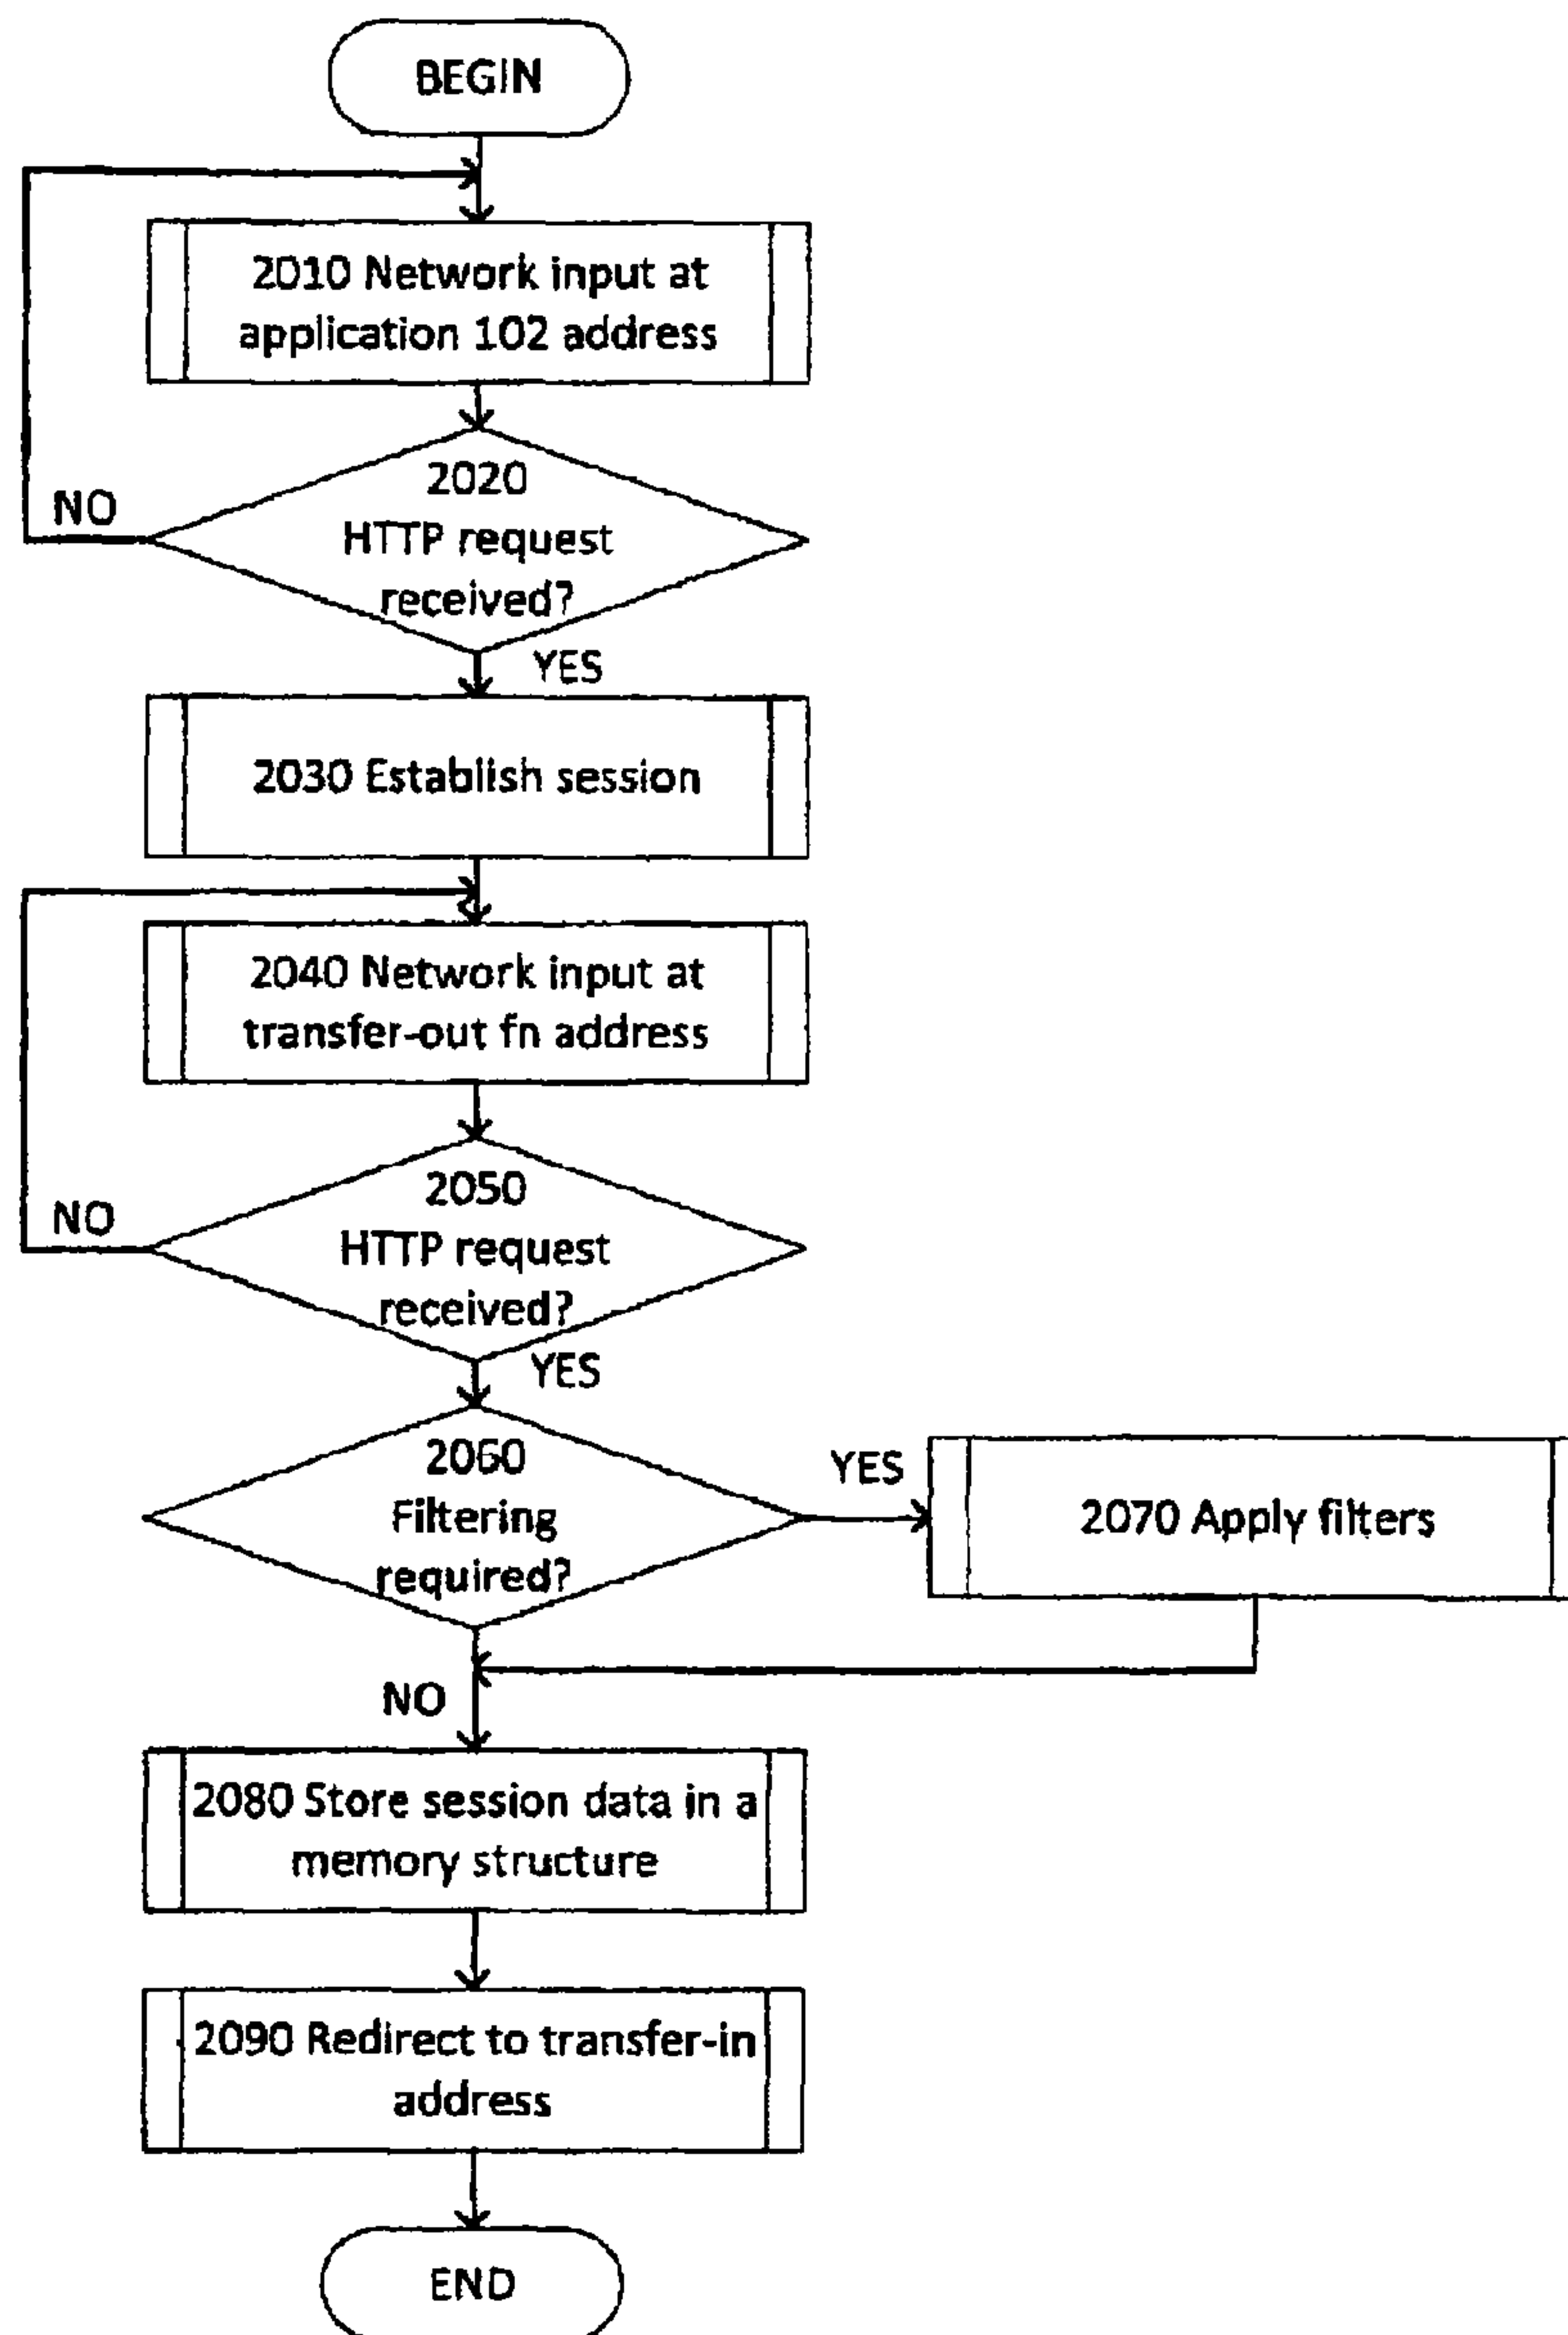 BEGIN
2010 Network input at
application 102 address
2020
HTTP request
received?
NO
YES
2030 Establish session
2040 Network input at
transfer-out fn address
2050
HTTP request
received?
NO
YES
2060
Filtering
required?
YES
2070 Apply filters
NO
2080 Store session data in a
memory structure
2090 Redirect to transfer-in
address
END